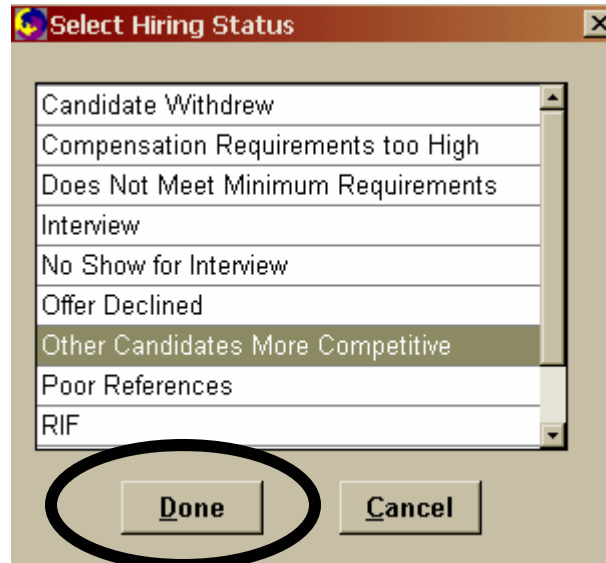 Select Hiring Status
Candidate Withdrew
Compensation Requirements too High
Does Not Meet Minimum Requirements
Interview
No Show for Interview
Offer Declined
Other Candidates More Competitive
Poor References
RIF
Done Cancel